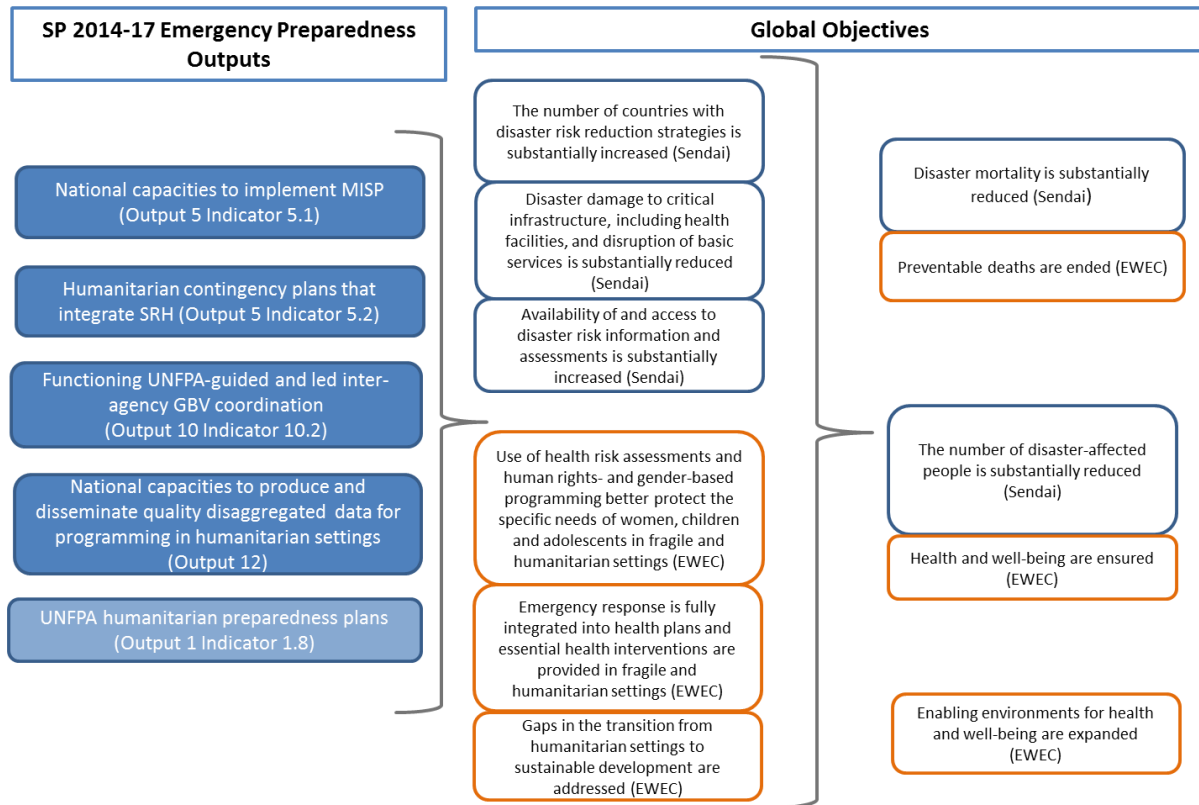 SP 2014-17 Emergency Preparedness
Outputs
Global Objectives
National capacities to implement MISP
(Output 5 Indicator 5.1)
Humanitarian contingency plans that
integrate SRH (Output 5 Indicator 5.2)
Functioning UNFPA-guided and led inter-
agency GBV coordination
(Output 10 Indicator 10.2)
National capacities to produce and
disseminate quality disaggregated data for
programming in humanitarian settings
(Output 12)
UNFPA humanitarian preparedness plans
(Output 1 Indicator 1.8)
The number of countries with
disaster risk reduction strategies is
substantially increased (Sendai)
Disaster damage to critical
infrastructure, including health
facilities, and disruption of basic
services is substantially reduced
(Sendai)
Availability of and access to
disaster risk information and
assessments is substantially
increased (Sendai)
Use of health risk assessments and
human rights- and gender-based
programming better protect the
specific needs of women, children
and adolescents in fragile and
humanitarian settings (EWEC)
Emergency response is fully
integrated into health plans and
essential health interventions are
provided in fragile and
humanitarian settings (EWEC)
Gaps in the transition from
humanitarian settings to
sustainable development are
addressed (EWEC)
Disaster mortality is substantially
reduced (Sendai)
Preventable deaths are ended (EWEC)
The number of disaster-affected
people is substantially reduced
(Sendai)
Health and well-being are ensured
(EWEC)
Enabling environments for health
and well-being are expanded
(EWEC)